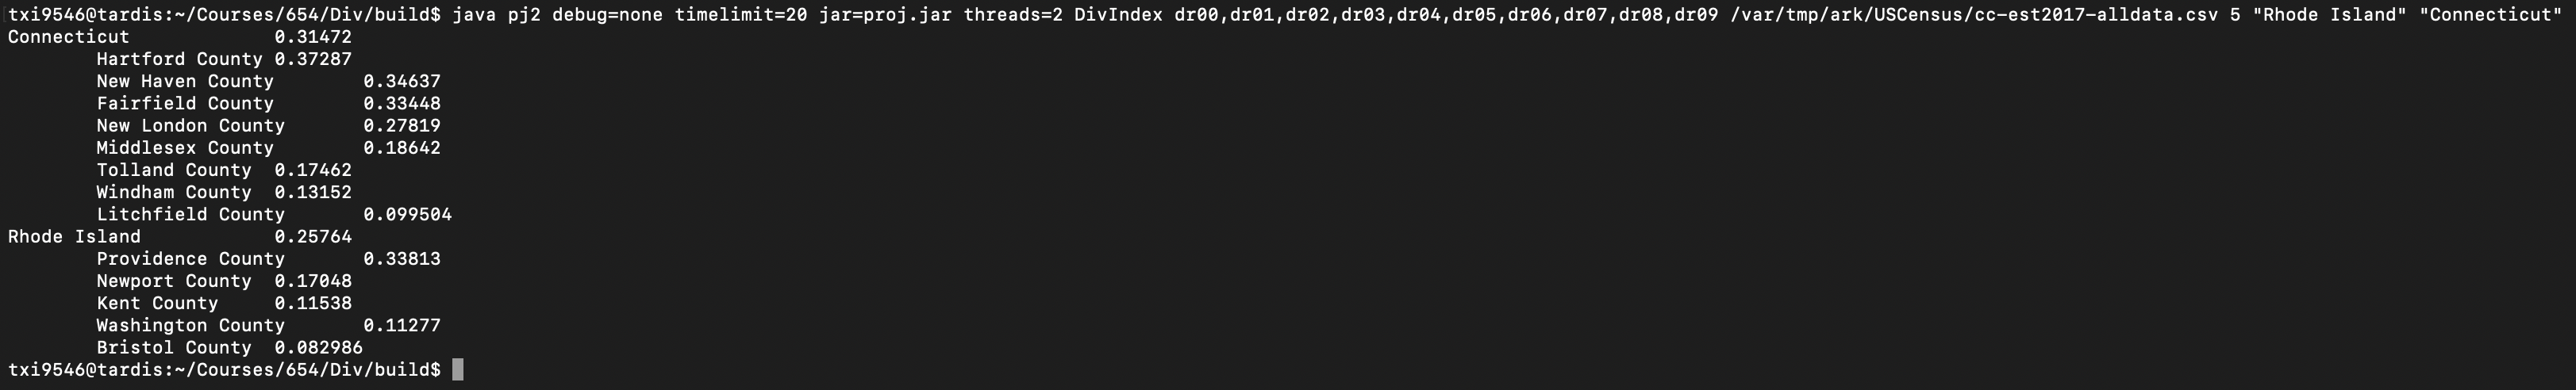 txi9546@tardis:~/Courses/654/Div/build$ java pj2 debug=none timelimit=20 jar=proj.jar threads=2 DivIndex dr00,dr01,dr02,dr03,dr04,dr05,dr06,dr07,dr08,dr09 /var/tmp/ark/USCensus/cc-est2017-alldata.csv 5 "Rhode Island" "Connecticut"
Connecticut		0.31472
	Hartford County	0.37287
	New Haven County	0.34637
	Fairfield County	0.33448
	New London County	0.27819
	Middlesex County	0.18642
	Tolland County	0.17462
	Windham County	0.13152
	Litchfield County	0.099504
Rhode Island		0.25764
	Providence County	0.33813
	Newport County	0.17048
	Kent County	0.11538
	Washington County	0.11277
	Bristol County	0.082986
txi9546@tardis:~/Courses/654/Div/build$